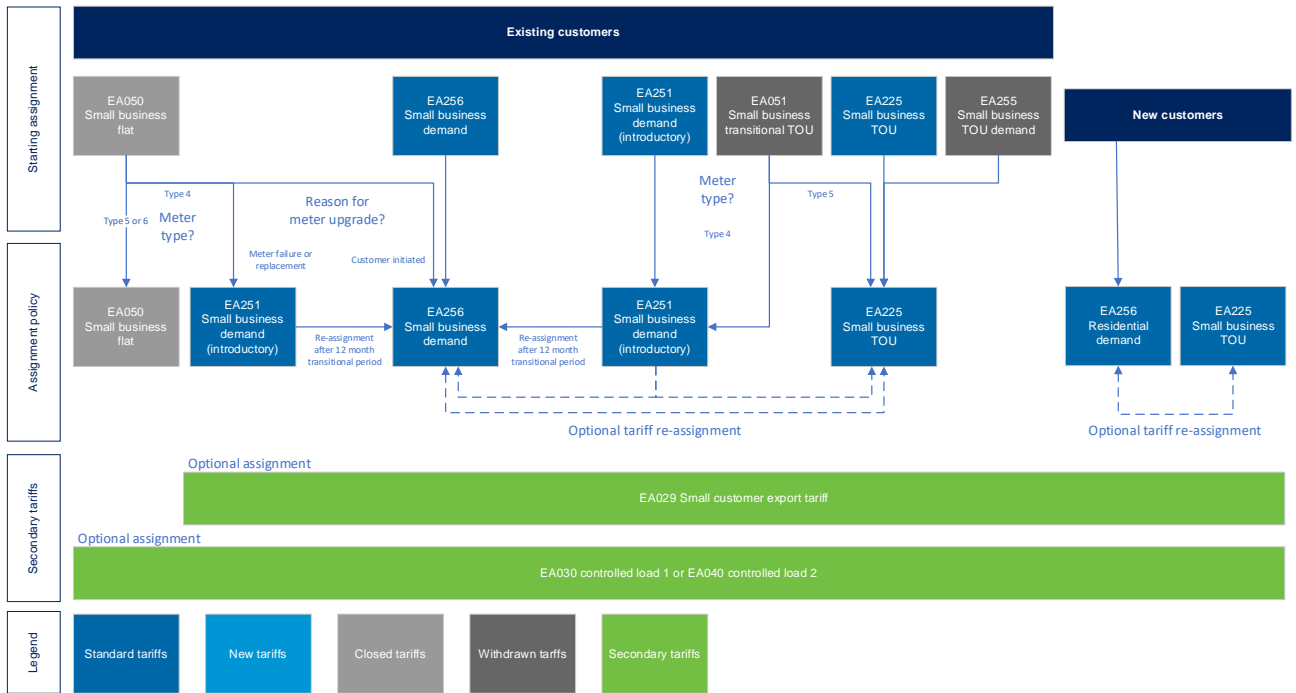 Existing customers
Starting assignment
EA050
Small business
flat
EA256
Small business
demand
EA251
Small business
demand
(introductory)
EA051
Small business
transitional TOU
EA225
Small business
TOU
EA255
Small business
TOU demand
New customers
Type 4
Type 5 or 6
Meter
type?
Reason for
meter upgrade?
Meter failure or
replacement
Customer initiated
Meter
type?
Type 4
Type 5
Assignment policy
EA050
Small business
flat
EA251
Small business
demand
(introductory)
Re-assignment
after 12 month
transitional period
EA256
Small business
demand
Re-assignment
after 12 month
transitional period
EA251
Small business
demand
(introductory)
EA225
Small business
TOU
EA256
Residential
demand
EA225
Small business
TOU
Optional tariff re-assignment
Optional tariff re-assignment
Secondary tariffs
Optional assignment
EA029 Small customer export tariff
Optional assignment
EA030 controlled load 1 or EA040 controlled load 2
Legend
Standard tariffs
New tariffs
Closed tariffs
Withdrawn tarffs
Secondary tariffs